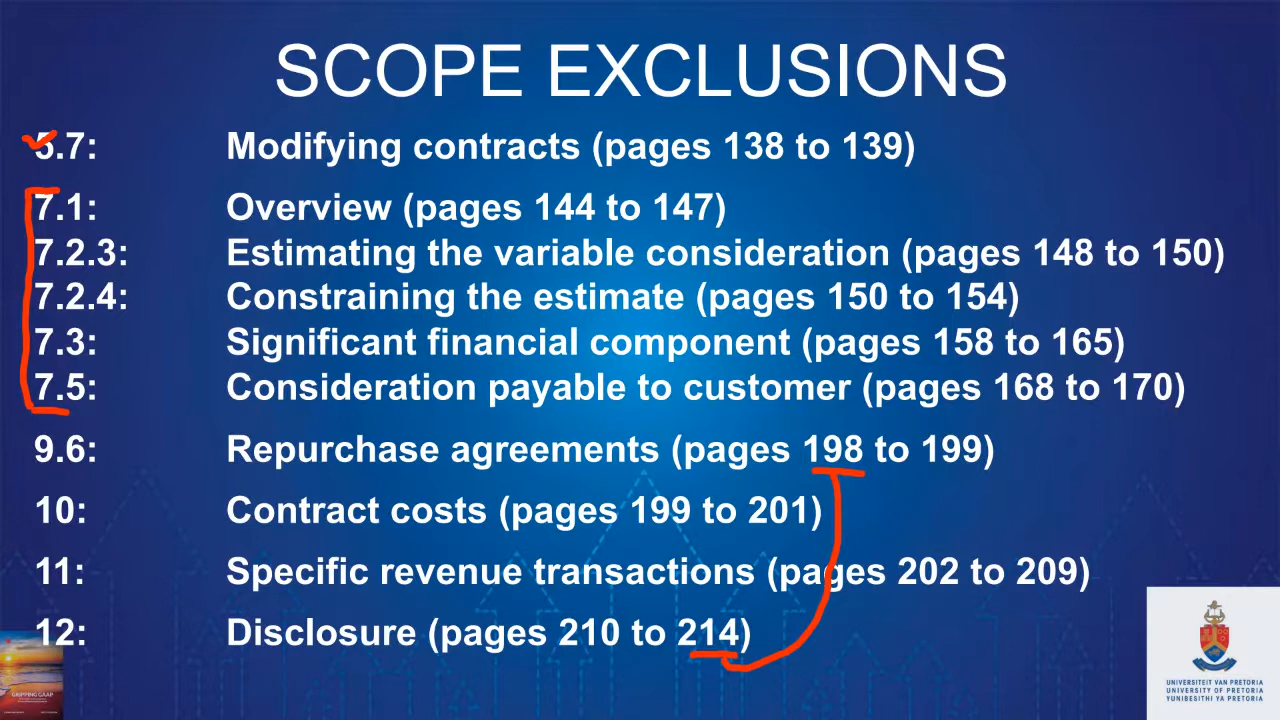 SCOPE EXCLUSIONS
5.7: Modifying contracts (pages 138 to 139)
7.1: Overview (pages 144 to 147)
7.2.3: Estimating the variable consideration (pages 148 to 150)
7.2.4: Constraining the estimate (pages 150 to 154)
7.3: Significant financial component (pages 158 to 165)
7.5: Consideration payable to customer (pages 168 to 170)
9.6: Repurchase agreements (pages 198 to 199)
10: Contract costs (pages 199 to 201)
11: Specific revenue transactions (pages 202 to 209)
12: Disclosure (pages 210 to 214)
GRIPPING GAAP
UNIVERSITEIT VAN PRETORIA
UNIVERSITY OF PRETORIA
YUNIBESITHI YA PRETORIA